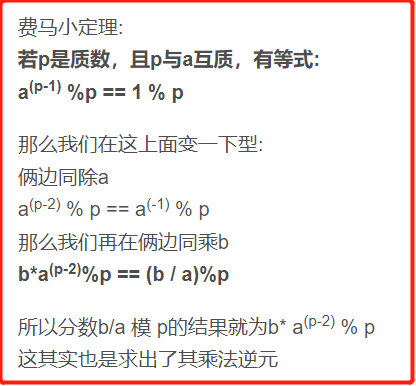 费马小定理:
若p是质数，且p与a互质，有等式:
a^(p-1) %p == 1 % p
那么我们在这上面变一下型:
俩边同除a
a^(p-2) % p == a^(-1) % p
那么我们再在俩边同乘b
b*a^(p-2)%p == (b / a)%p
所以分数b/a 模 p的结果就为b* a^(p-2) % p
这其实也是求出了其乘法逆元